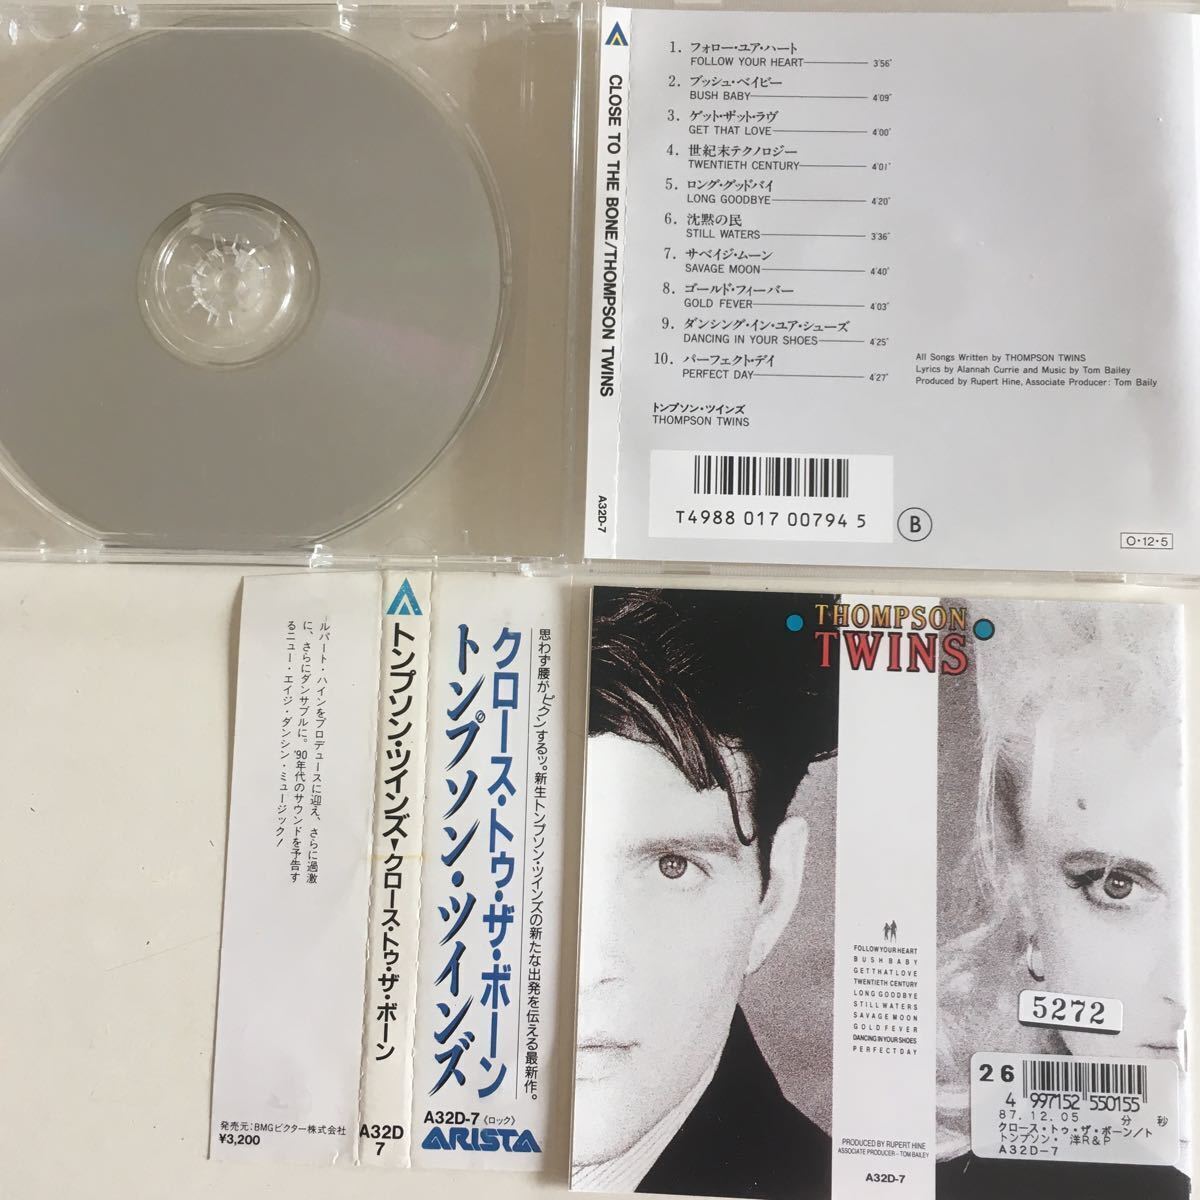 CLOSE TO THE BONE/THOMPSON TWINS
A32D-7
1. フォロー・ユア・ハート
FOLLOW YOUR HEART 3'56"
2. ブッシュ・ベイビー
BUSH BABY 4'09"
3. ゲット・ザット・ラヴ
GET THAT LOVE 4'00"
4. 世紀末テクノロジー
TWENTIETH CENTURY 4'01"
5. ロング・グッドバイ
LONG GOODBYE 4'20"
6. 沈黙の民
STILL WATERS 3'36"
7. サベイジ・ムーン
SAVAGE MOON 4'40"
8. ゴールド・フィーバー
GOLD FEVER 4'03"
9. ダンシング・イン・ユア・シューズ
DANCING IN YOUR SHOES 4'25"
10. パーフェクト・デイ
PERFECT DAY 4'27"
All Songs Written by THOMPSON TWINS
Lyrics by Alannah Currie and Music by Tom Bailey
Produced by Rupert Hine, Associate Producer: Tom Baily
トンプソン・ツインズ
THOMPSON TWINS
T4988 017 00794 5
B
O・12・5
ルパート・ハインをプロデュースに迎え、さらに過激
に、さらにダンサブルに。'90年代のサウンドを予告す
るニュー・エイジ・ダンシン・ミュージック!
発売元:BMGビクター株式会社
¥3,200
トンプソン・ツインズ▼クロース・トゥ・ザ・ボーン
A32D
7
思わず腰がピクンするッ。新生トンプソン・ツインズの新たな出発を伝える最新作。
クロース・トゥ・ザ・ボーン
トンプソン・ツインズ
A32D-7《ロック》
ARISTA
THOMPSON
TWINS
FOLLOW YOUR HEART
BUSH BABY
GET THAT LOVE
TWENTIETH CENTURY
LONG GOODBYE
STILL WATERS
SAVAGE MOON
GOLD FEVER
DANCING IN YOUR SHOES
PERFECT DAY
PRODUCED BY RUPERT HINE
ASSOCIATE PRODUCER – TOM BAILEY
A32D-7
5272
26
4 997152 550155
87.12.05 分 秒
クロース・トゥ・ザ・ボーン/ト
トンプソン・ 洋R&P
A32D-7